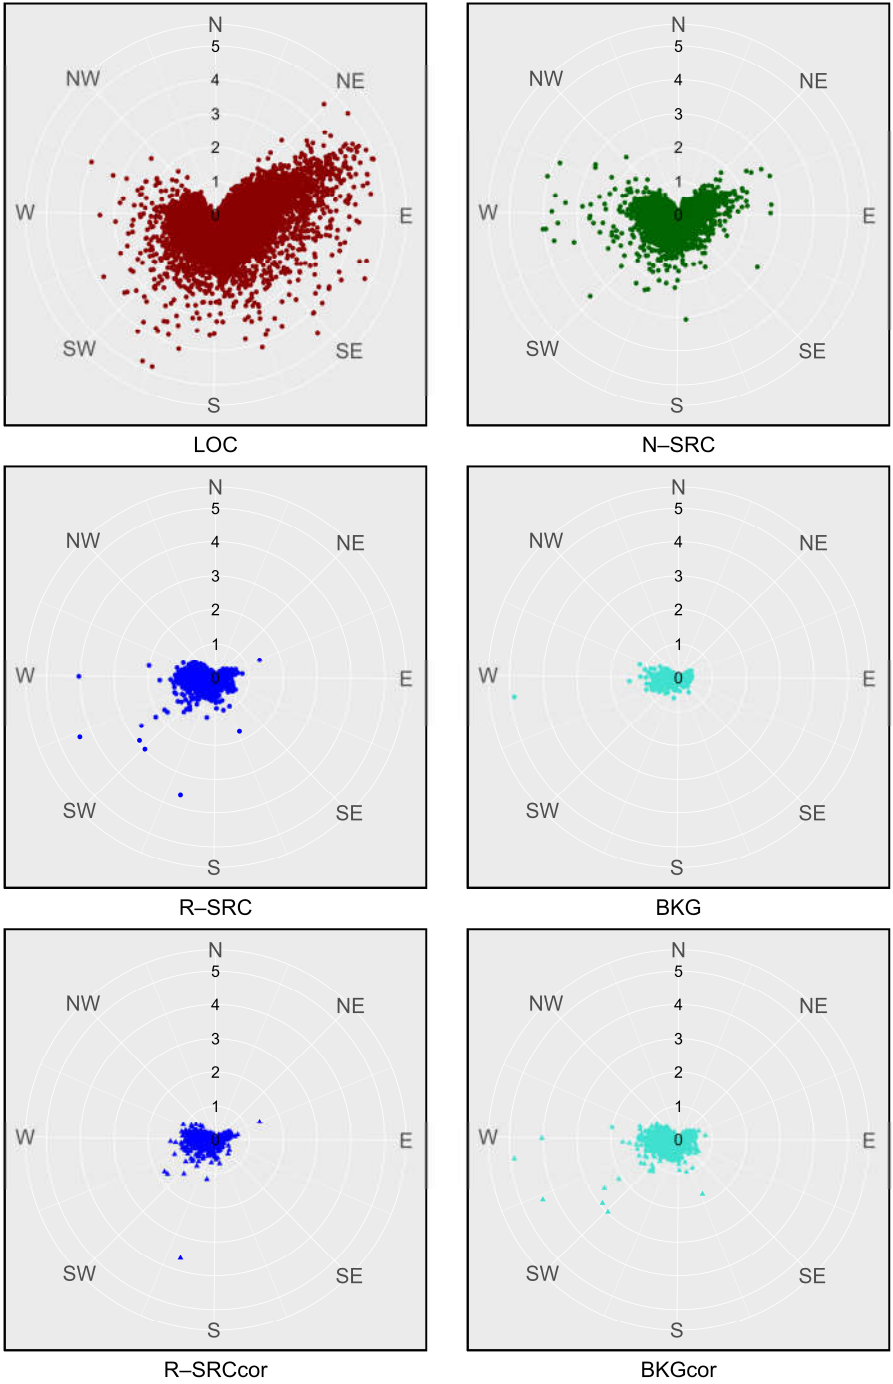 N N
5 5
NW 4 NE NW 4 NE
3 3
2 2
1 1
W 0 E W 0 E
SW SE SW SE
S S
LOC N–SRC
N N
5 5
NW 4 NE NW 4 NE
3 3
2 2
1 1
W 0 E W 0 E
SW SE SW SE
S S
R–SRC BKG
N N
5 5
NW 4 NE NW 4 NE
3 3
2 2
1 1
W 0 E W 0 E
SW SE SW SE
S S
R–SRCcor BKGcor